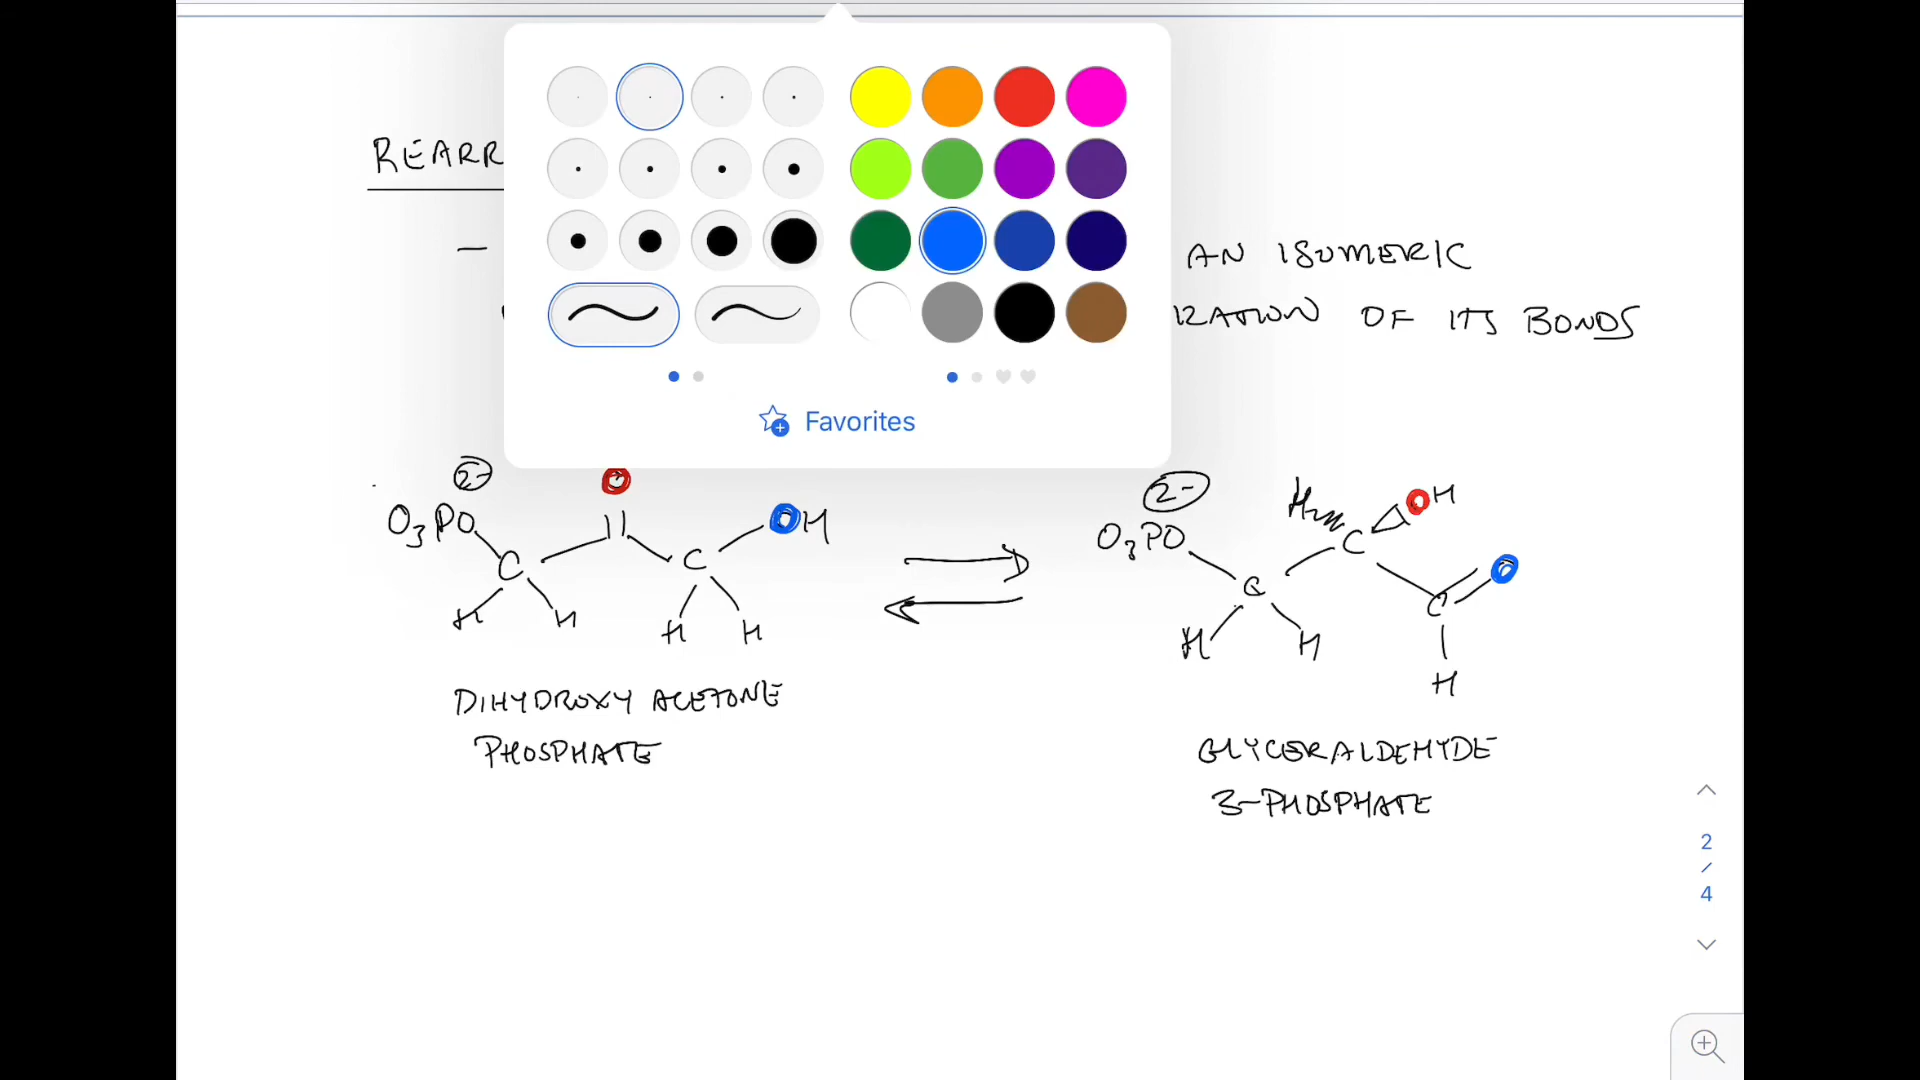 REARR
Favorites
— AN ISOMERIC
IZATION OF ITS BONDS
2- O 2-
O3PO C C H H OH
O3PO H C OH
H H H H C C O
H H H
DIHYDROXY ACETONE
PHOSPHATE
GLYCERALDEHYDE
3-PHOSPHATE
2
/
4